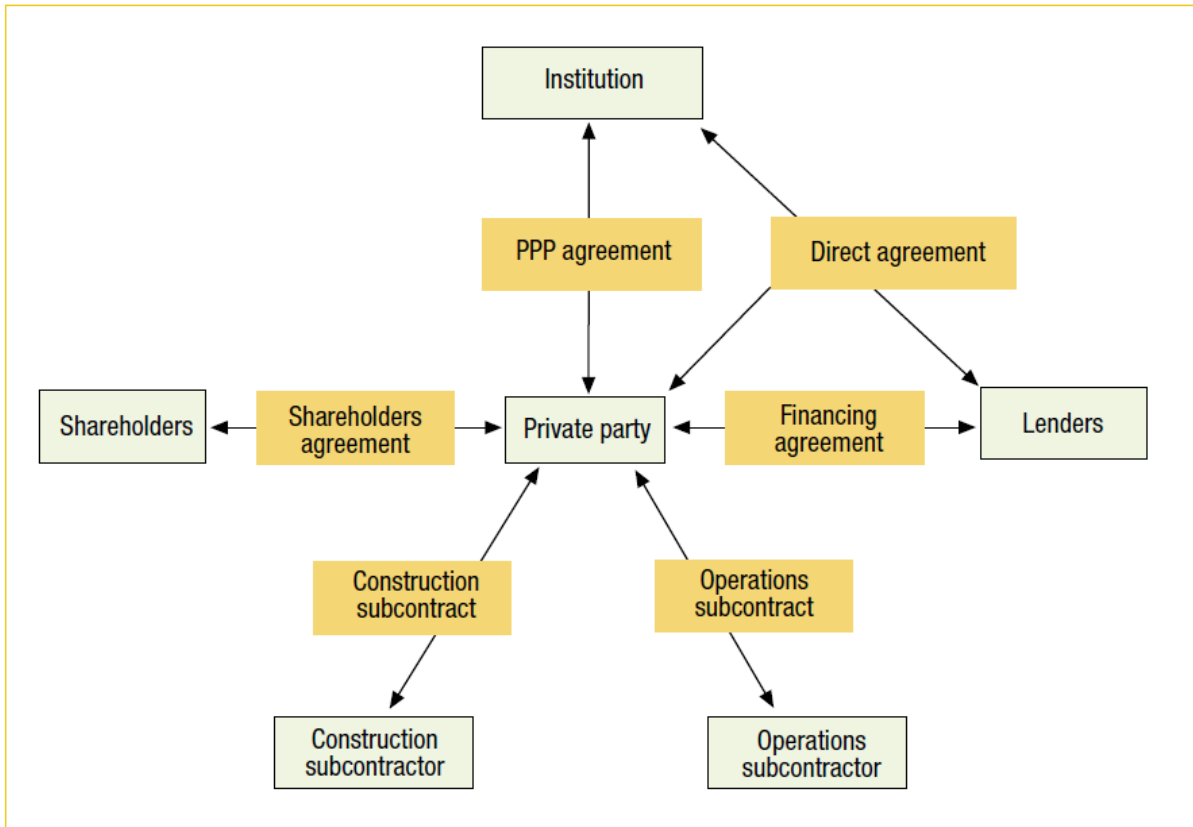 Institution
PPP agreement
Direct agreement
Shareholders
Shareholders
agreement
Private party
Financing
agreement
Lenders
Construction
subcontract
Operations
subcontract
Construction
subcontractor
Operations
subcontractor